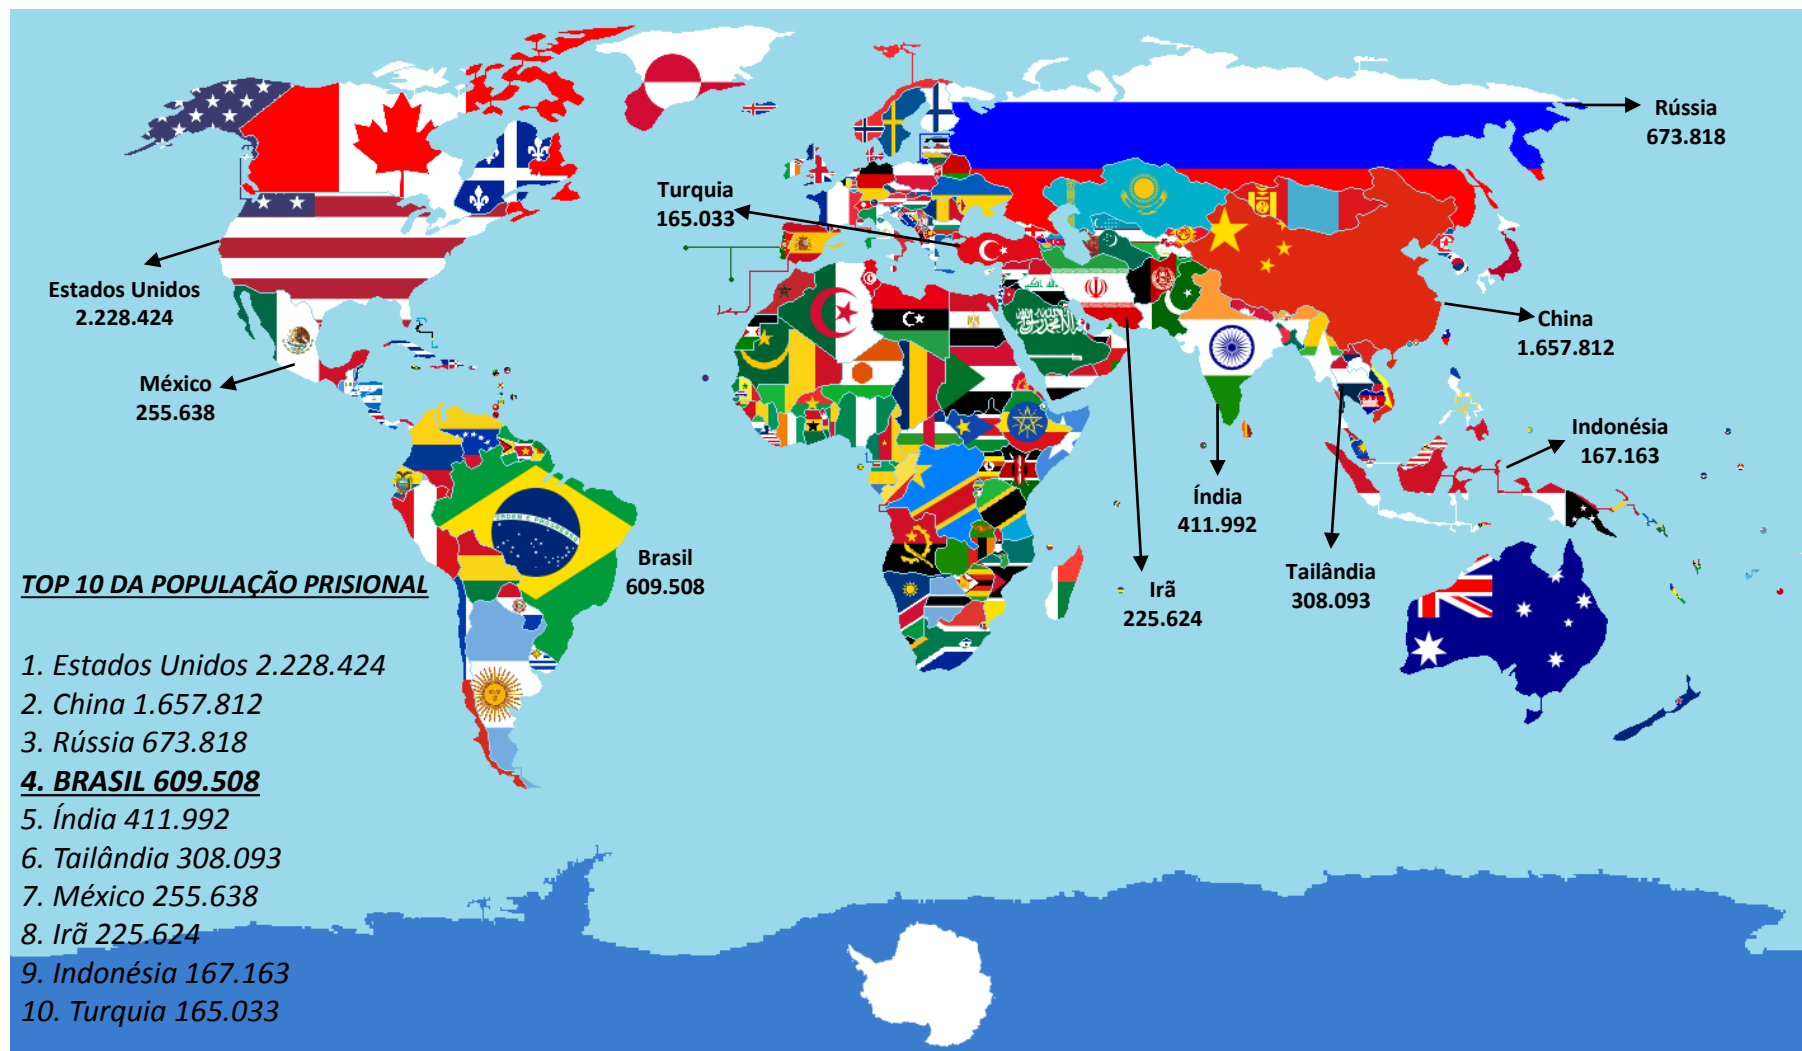 Rússia
673.818
Turquia
165.033
Estados Unidos
2.228.424
China
1.657.812
México
255.638
Indonésia
167.163
Índia
411.992
Brasil
609.508
Tailândia
308.093
Irã
225.624
TOP 10 DA POPULAÇÃO PRISIONAL
1. Estados Unidos 2.228.424
2. China 1.657.812
3. Rússia 673.818
4. BRASIL 609.508
5. Índia 411.992
6. Tailândia 308.093
7. México 255.638
8. Irã 225.624
9. Indonésia 167.163
10. Turquia 165.033